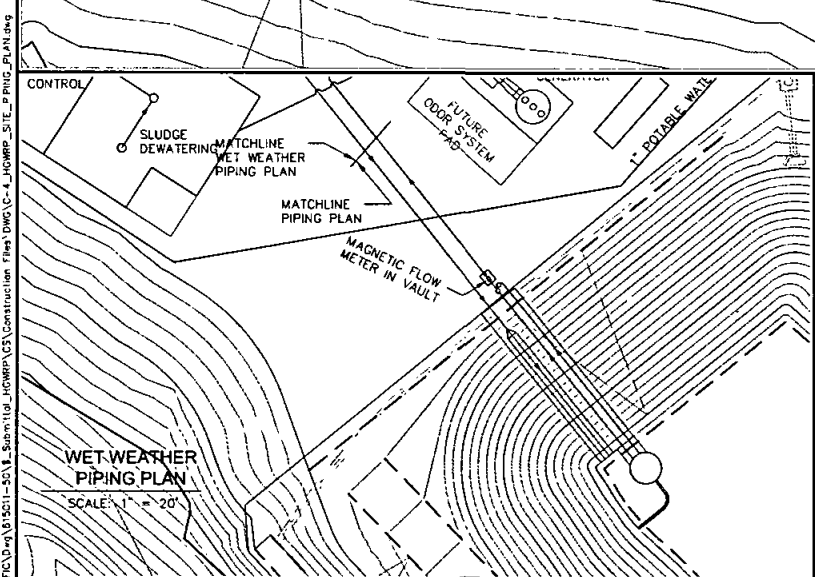 CONTROL
GENERATOR
SLUDGE
DEWATERING
MATCHLINE
WET WEATHER
PIPING PLAN
MATCHLINE
PIPING PLAN
FUTURE
ODOR SYSTEM
PAD
1" POTABLE WATE
MAGNETIC FLOW
METER IN VAULT
WET WEATHER
PIPING PLAN
SCALE: 1" = 20'